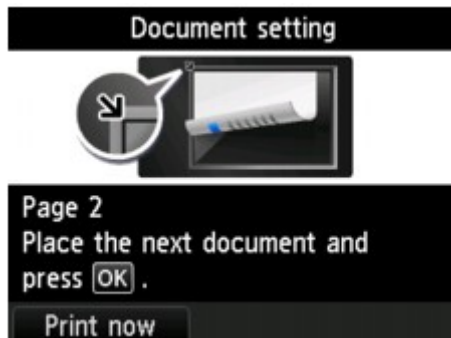 Document setting
Page 2
Place the next document and
press OK .
Print now